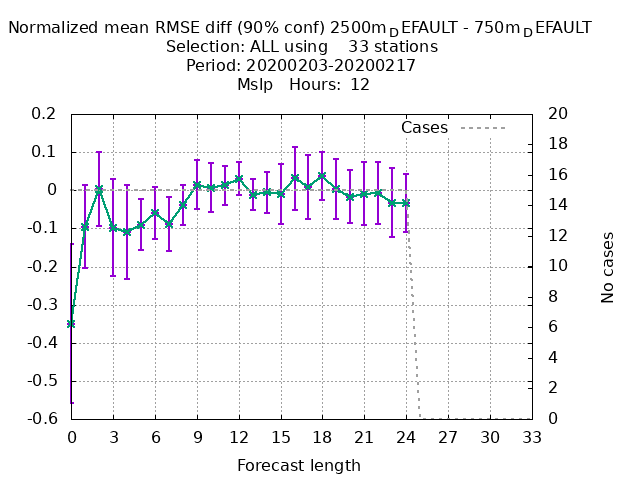 Normalized mean RMSE diff (90% conf) 2500mDEFAULT - 750mDEFAULT
Selection: ALL using 33 stations
Period: 20200203-20200217
Mslp Hours: 12
Cases
0.2
0.1
0
-0.1
-0.2
-0.3
-0.4
-0.5
-0.6
20
18
16
14
12
10
8
6
4
2
0
No cases
0 3 6 9 12 15 18 21 24 27 30 33
Forecast length